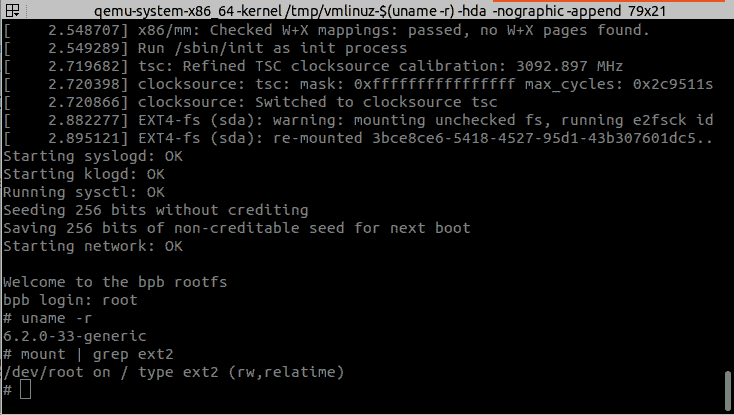 qemu-system-x86_64 -kernel /tmp/vmlinuz-$(uname -r) -hda  -nographic -append  79x21
[    2.548707] x86/mm: Checked W+X mappings: passed, no W+X pages found.
[    2.549289] Run /sbin/init as init process
[    2.719682] tsc: Refined TSC clocksource calibration: 3092.897 MHz
[    2.720398] clocksource: tsc: mask: 0xffffffffffffffff max_cycles: 0x2c9511s
[    2.720866] clocksource: Switched to clocksource tsc
[    2.882277] EXT4-fs (sda): warning: mounting unchecked fs, running e2fsck id
[    2.895121] EXT4-fs (sda): re-mounted 3bce8ce6-5418-4527-95d1-43b307601dc5..
Starting syslogd: OK
Starting klogd: OK
Running sysctl: OK
Seeding 256 bits without crediting
Saving 256 bits of non-creditable seed for next boot
Starting network: OK

Welcome to the bpb rootfs
bpb login: root
# uname -r
6.2.0-33-generic
# mount | grep ext2
/dev/root on / type ext2 (rw,relatime)
#